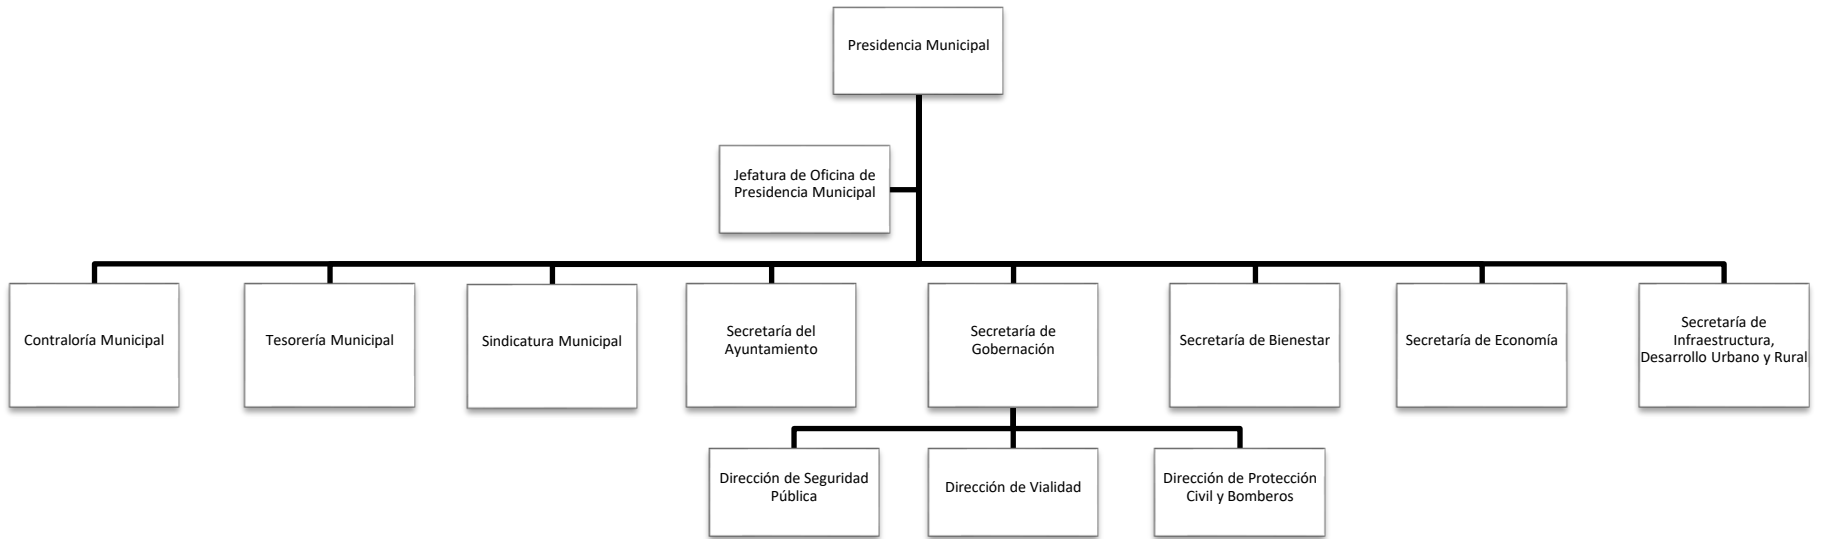 Presidencia Municipal
Jefatura de Oficina de
Presidencia Municipal
Contraloría Municipal
Tesorería Municipal
Sindicatura Municipal
Secretaría del
Ayuntamiento
Secretaría de
Gobernación
Secretaría de Bienestar
Secretaría de Economía
Secretaría de
Infraestructura,
Desarrollo Urbano y Rural
Dirección de Seguridad
Pública
Dirección de Vialidad
Dirección de Protección
Civil y Bomberos